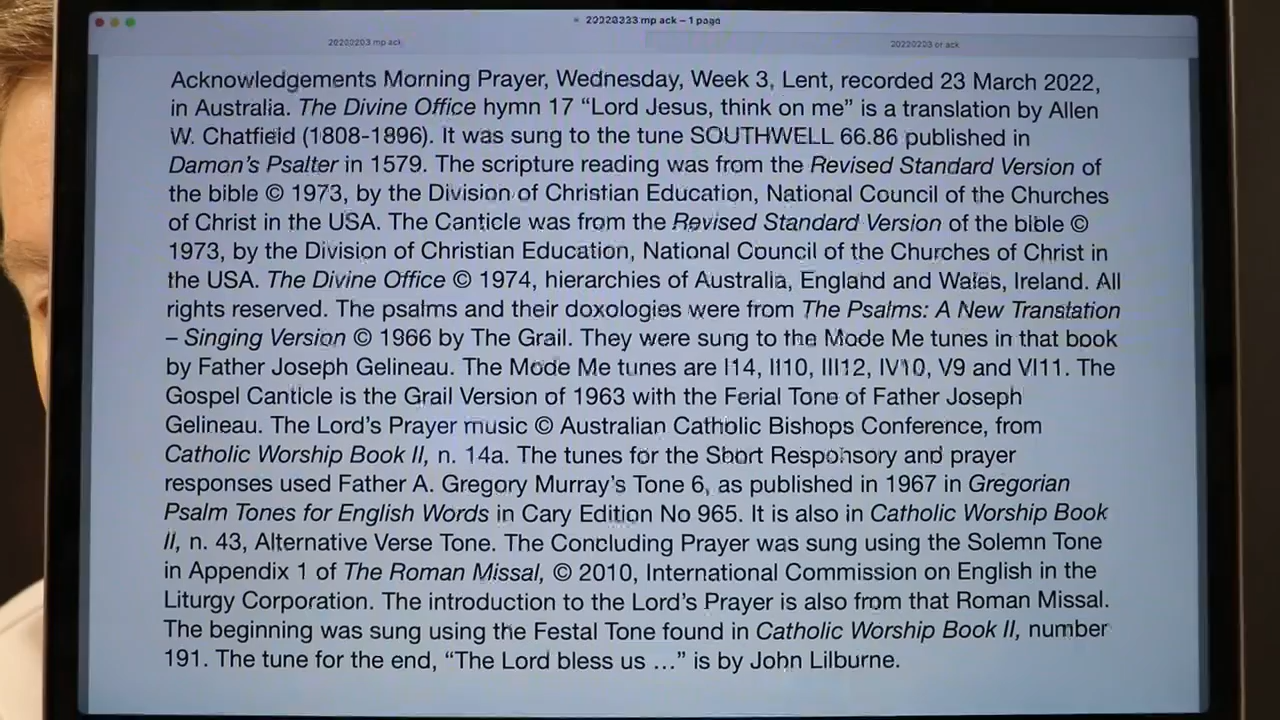 20220323 mp ack – 1 page
20200203 mp ack
20220223 or ack
Acknowledgements Morning Prayer, Wednesday, Week 3, Lent, recorded 23 March 2022,
in Australia. The Divine Office hymn 17 “Lord Jesus, think on me” is a translation by Allen
W. Chatfield (1808-1896). It was sung to the tune SOUTHWELL 66.86 published in
Damon’s Psalter in 1579. The scripture reading was from the Revised Standard Version of
the bible © 1973, by the Division of Christian Education, National Council of the Churches
of Christ in the USA. The Canticle was from the Revised Standard Version of the bible ©
1973, by the Division of Christian Education, National Council of the Churches of Christ in
the USA. The Divine Office © 1974, hierarchies of Australia, England and Wales, Ireland. All
rights reserved. The psalms and their doxologies were from The Psalms: A New Translation
– Singing Version © 1966 by The Grail. They were sung to the Mode Me tunes in that book
by Father Joseph Gelineau. The Mode Me tunes are I14, II10, III12, IV10, V9 and VI11. The
Gospel Canticle is the Grail Version of 1963 with the Ferial Tone of Father Joseph
Gelineau. The Lord’s Prayer music © Australian Catholic Bishops Conference, from
Catholic Worship Book II, n. 14a. The tunes for the Short Responsory and prayer
responses used Father A. Gregory Murray’s Tone 6, as published in 1967 in Gregorian
Psalm Tones for English Words in Cary Edition No 965. It is also in Catholic Worship Book
II, n. 43, Alternative Verse Tone. The Concluding Prayer was sung using the Solemn Tone
in Appendix 1 of The Roman Missal, © 2010, International Commission on English in the
Liturgy Corporation. The introduction to the Lord’s Prayer is also from that Roman Missal.
The beginning was sung using the Festal Tone found in Catholic Worship Book II, number
191. The tune for the end, “The Lord bless us …” is by John Lilburne.